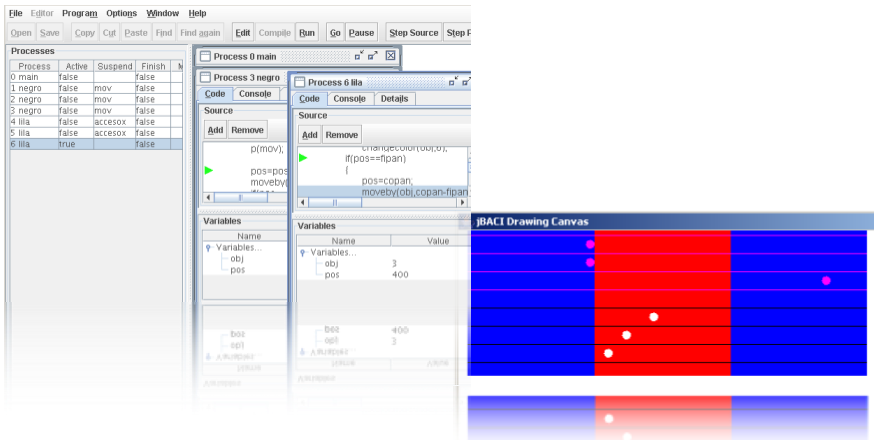 File Editor Program Options Window Help
Open Save Copy Cut Paste Find Find again Edit Compile Run Go Pause Step Source Step P
Processes
Process Active Suspend Finish M
0 main false false
1 negro false mov false
2 negro false mov false
3 negro false mov false
4 lila false accesox false
5 lila false accesox false
6 lila true false
Process 0 main
Process 3 negro
Code Console
Source
Add Remove
p(mov);
pos=pos
moveby(
Variables
Name
Variables...
obj
pos
Process 6 lila
Code Console Details
Source
Add Remove
changecolor(obj,6);
if(pos==fipan)
{
pos=copan;
moveby(obj,copan-fipan
Variables
Name Value
Variables...
obj 3
pos 400
jBACI Drawing Canvas